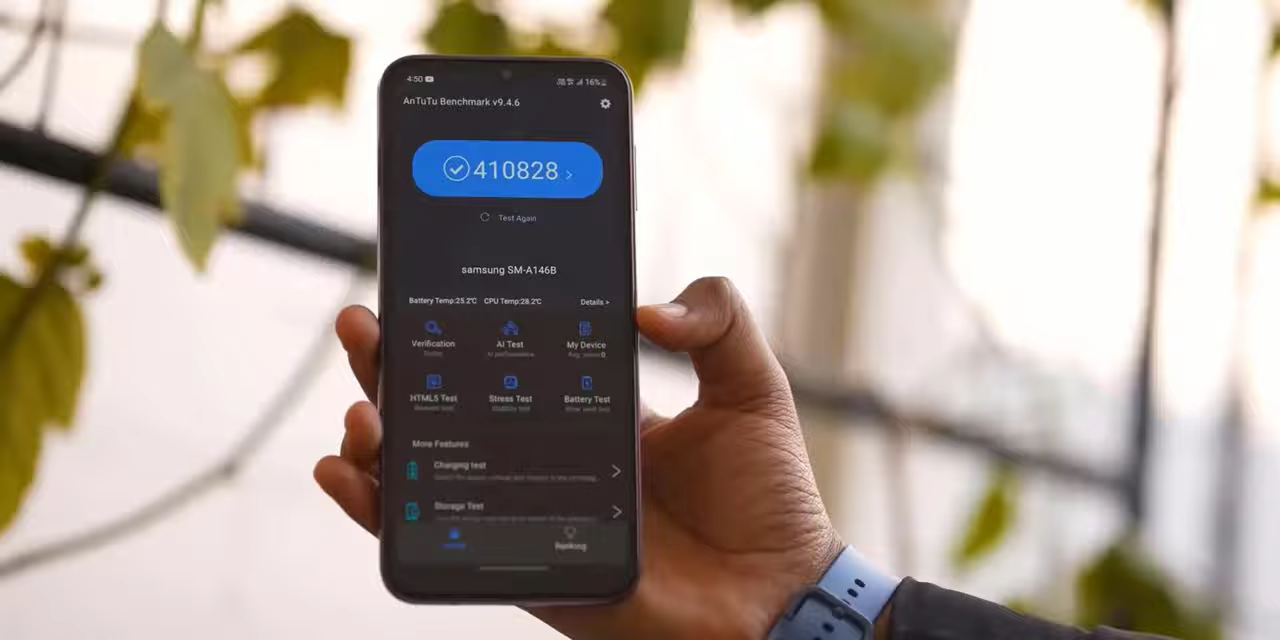 4:50 16%
AnTuTu Benchmark v9.4.6
410828 >
Test Again
samsung SM-A146B
Battery Temp:25.2℃ CPU Temp:28.2℃ Details >
Verification AI Test My Device
AI performance
HTML5 Test Stress Test Battery Test
More Features
Charging test
Storage Test
Ranking